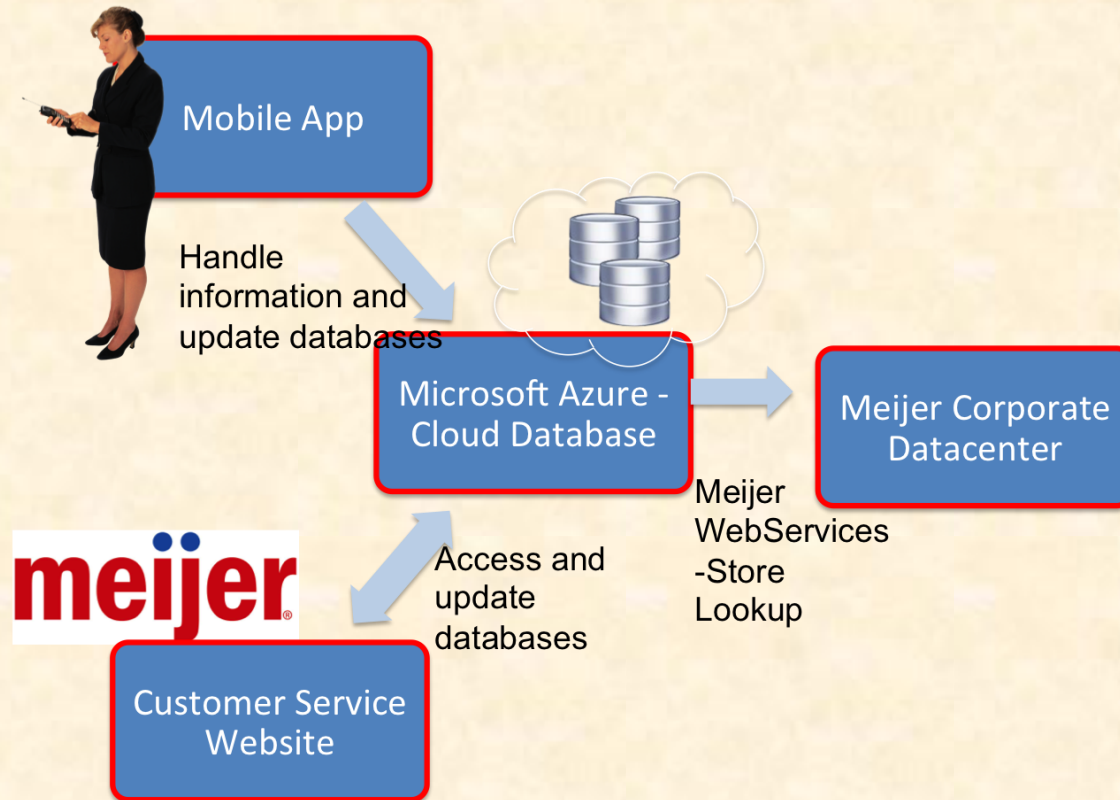 Mobile App
Handle
information and
update databases
Microsoft Azure -
Cloud Database
Meijer Corporate
Datacenter
Meijer
WebServices
-Store
Lookup
Access and
update
databases
meijer®
Customer Service
Website